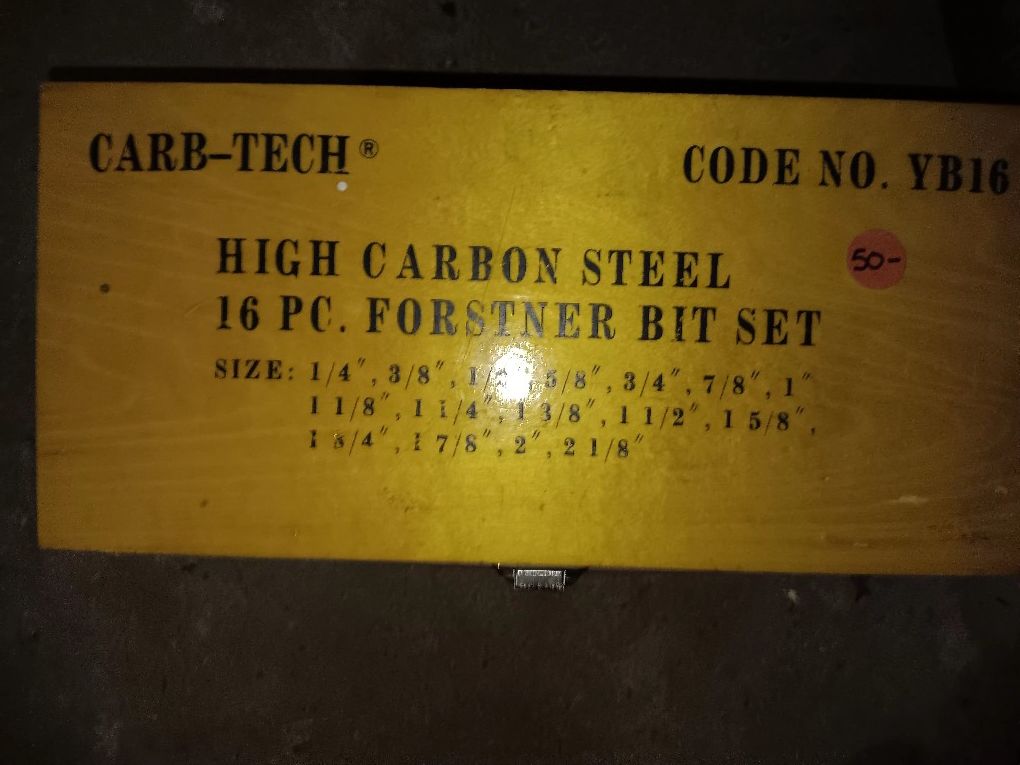 CARB-TECH®
CODE NO. YB16
HIGH CARBON STEEL
50-
16 PC. FORSTNER BIT SET
SIZE: 1/4", 3/8", 5/8", 3/4", 7/8", 1"
1 1/8", 1 1/4", 1 3/8", 1 1/2", 1 5/8",
1 3/4", 1 7/8", 2", 2 1/8"